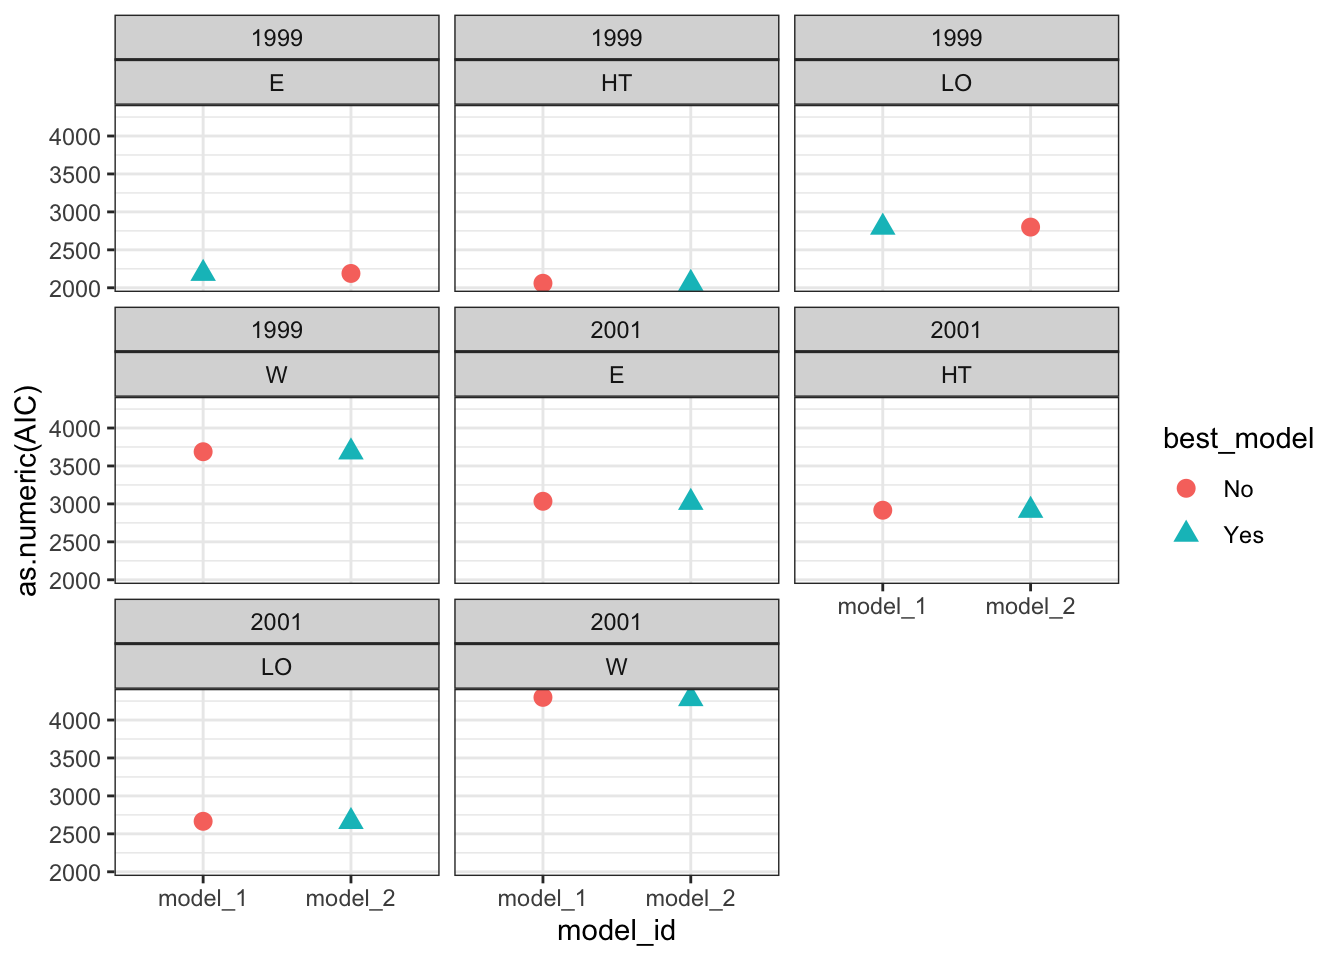 1999
E
1999
HT
1999
LO
4000
3500
3000
2500
2000
1999
W
2001
E
2001
HT
4000
3500
3000
2500
2000
model_1 model_2
2001
LO
2001
W
4000
3500
3000
2500
2000
model_1 model_2
model_1 model_2
model_id
as.numeric(AIC)
best_model
No
Yes